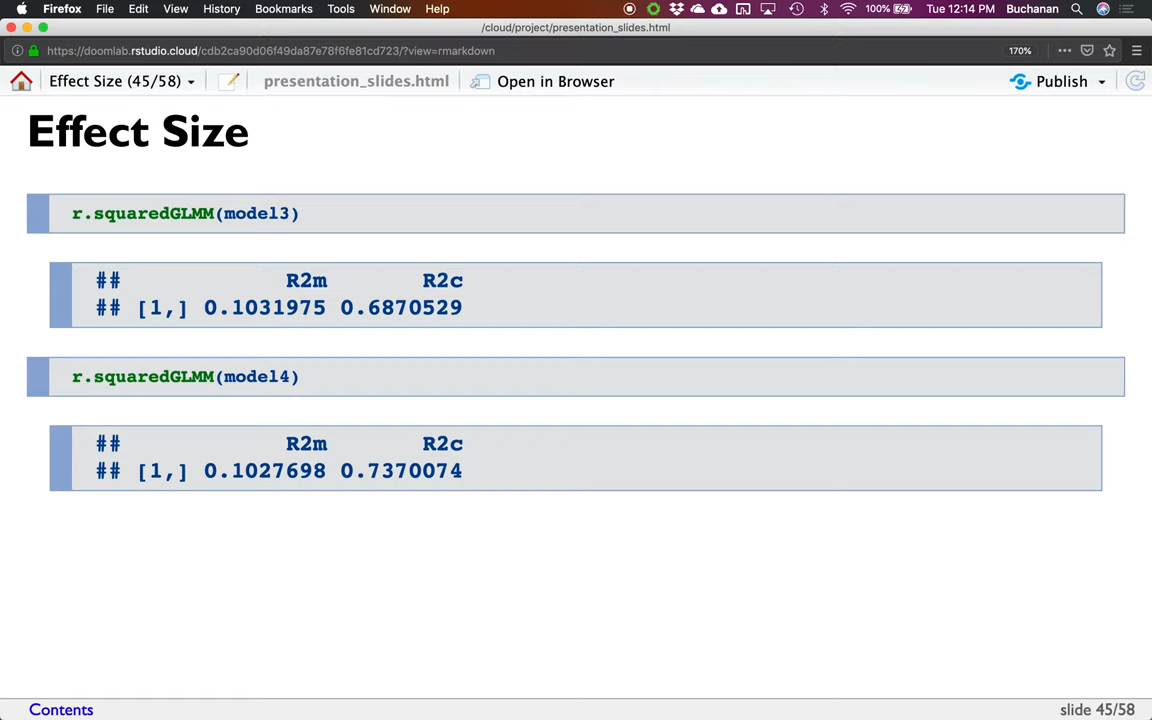 Firefox File Edit View History Bookmarks Tools Window Help 100% Tue 12:14 PM Buchanan
/cloud/project/presentation_slides.html
https://doomlab.rstudio.cloud/cdb2ca90d06f49da87e78f6fe81cd723/?view=rmarkdown 170%
Effect Size (45/58) presentation_slides.html Open in Browser Publish
Effect Size
r.squaredGLMM(model3)
## R2m R2c
## [1,] 0.1031975 0.6870529
r.squaredGLMM(model4)
## R2m R2c
## [1,] 0.1027698 0.7370074
Contents slide 45/58